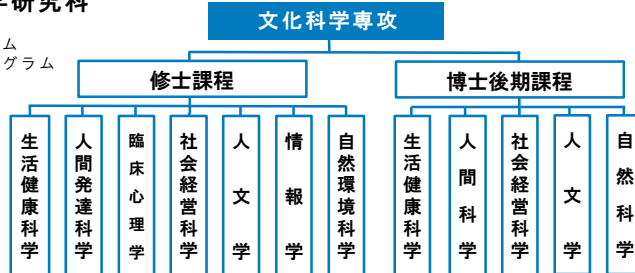 学研究科
ム
グラム
文化科学専攻
修士課程
博士後期課程
生活健康科学
人間発達科学
臨床心理学
社会経営科学
人文学
情報学
自然環境科学
生活健康科学
人間科学
社会経営科学
人文学
自然科学